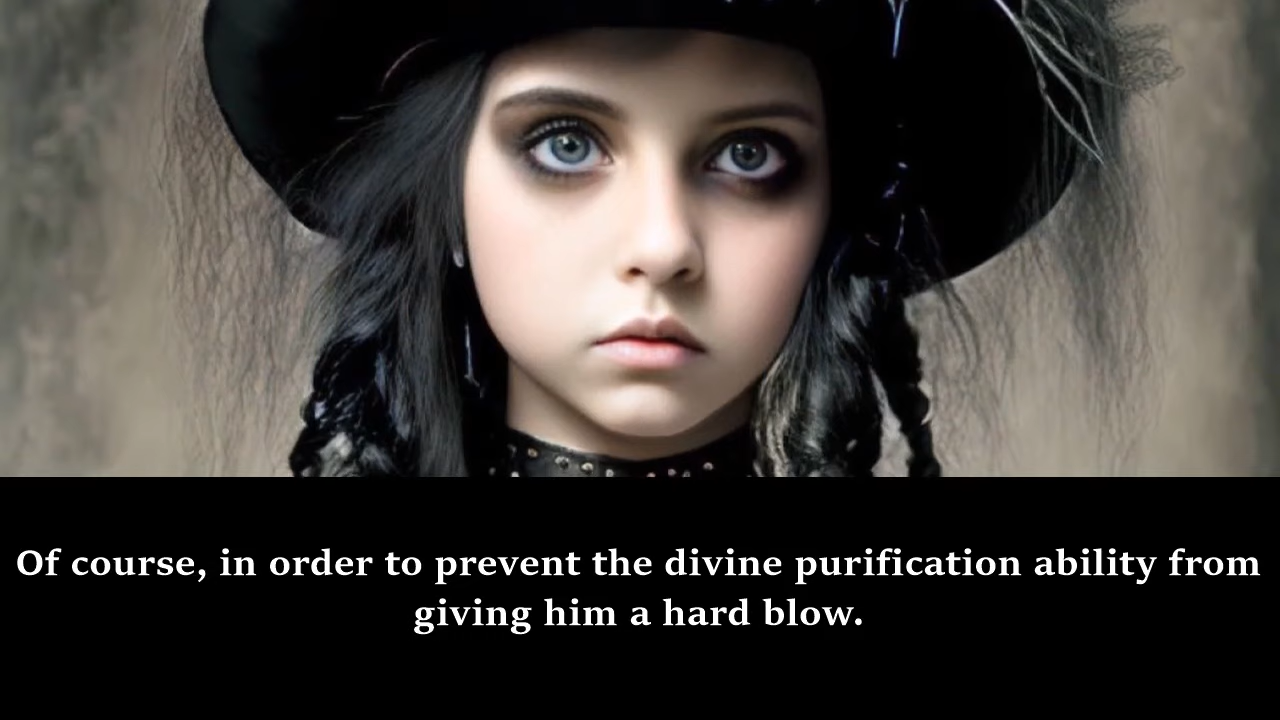 Of course, in order to prevent the divine purification ability from
giving him a hard blow.